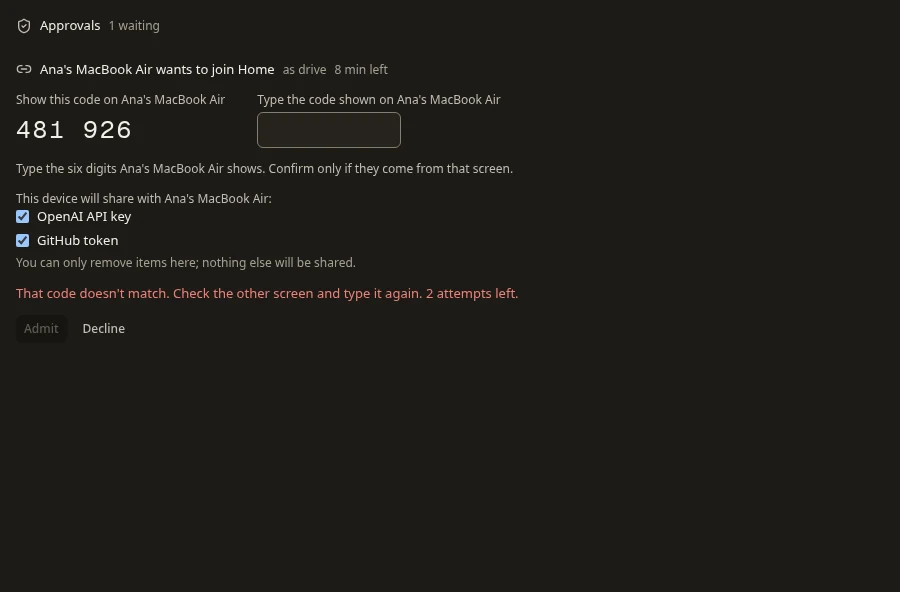 Approvals 1 waiting
Ana's MacBook Air wants to join Home as drive 8 min left
Show this code on Ana's MacBook Air
481 926
Type the code shown on Ana's MacBook Air
Type the six digits Ana's MacBook Air shows. Confirm only if they come from that screen.
This device will share with Ana's MacBook Air:
OpenAI API key
GitHub token
You can only remove items here; nothing else will be shared.
That code doesn't match. Check the other screen and type it again. 2 attempts left.
Admit Decline